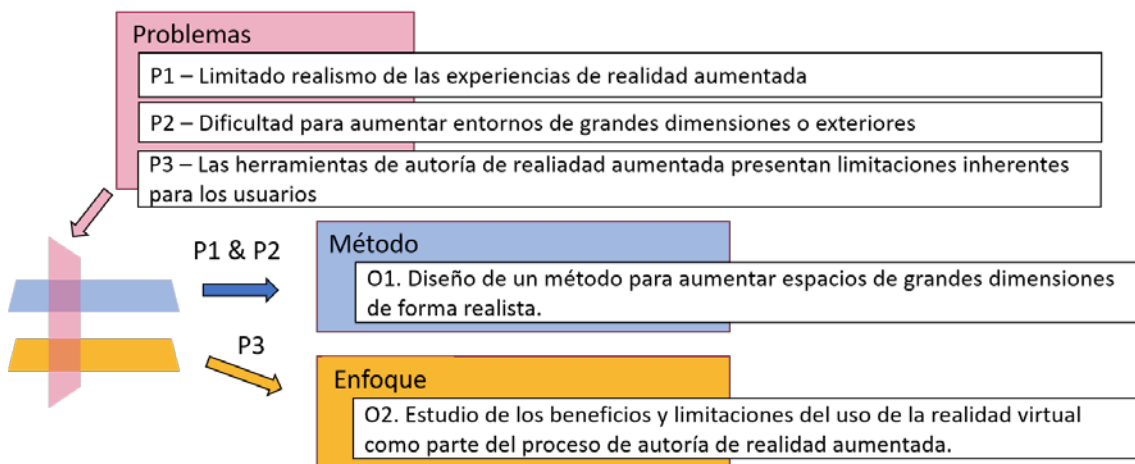 Problemas
P1 – Limitado realismo de las experiencias de realidad aumentada
P2 – Dificultad para aumentar entornos de grandes dimensiones o exteriores
P3 – Las herramientas de autoría de realiadad aumentada presentan limitaciones inherentes
para los usuarios
P1 & P2
Método
O1. Diseño de un método para aumentar espacios de grandes dimensiones
de forma realista.
P3
Enfoque
O2. Estudio de los beneficios y limitaciones del uso de la realidad virtual
como parte del proceso de autoría de realidad aumentada.